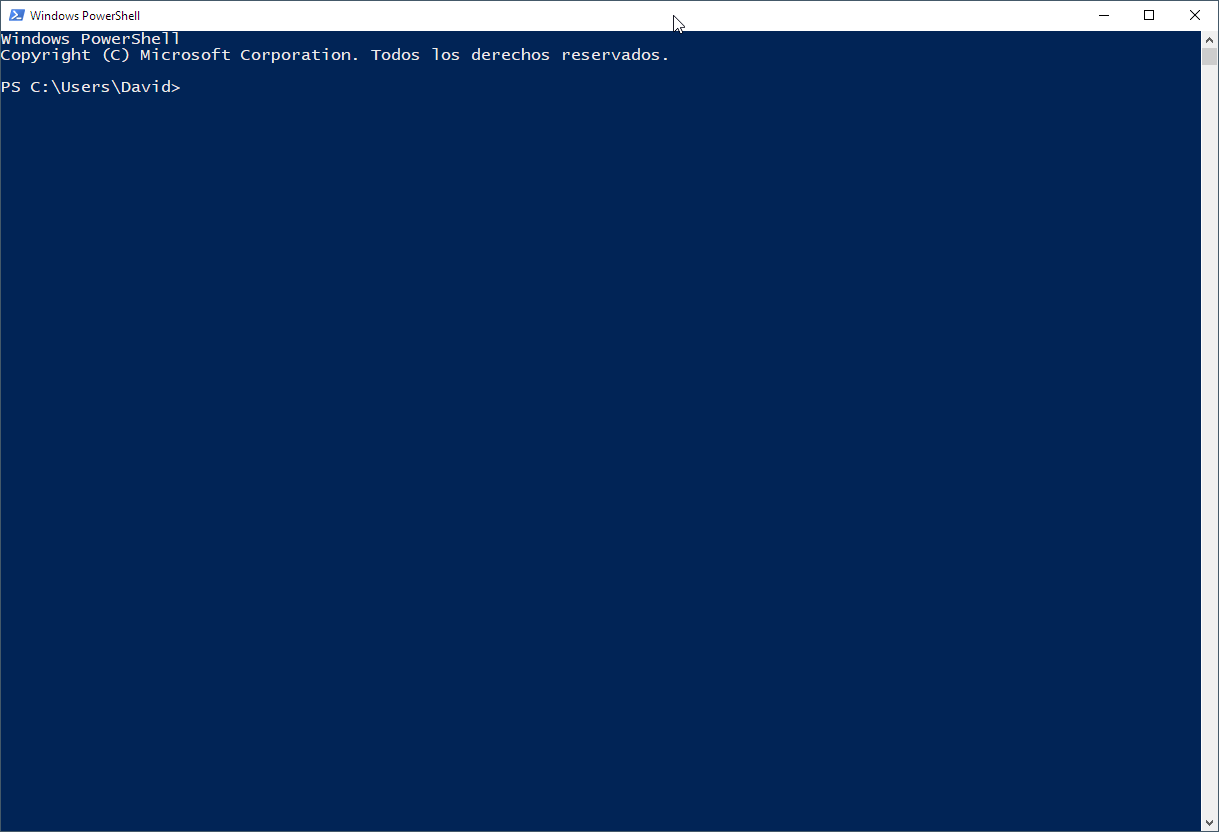 Windows PowerShell
Windows PowerShell
Copyright (C) Microsoft Corporation. Todos los derechos reservados.
PS C:\Users\David>